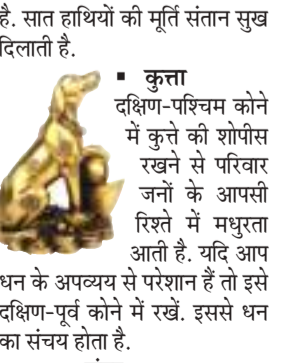 है. सात हाथियों की मूर्ति संतान सुख
दिलाती है.
▪ कुत्ता
दक्षिण-पश्चिम कोने
में कुत्ते की शोपीस
रखने से परिवार
जनों के आपसी
रिश्ते में मधुरता
आती है. यदि आप
धन के अपव्यय से परेशान हैं तो इसे
दक्षिण-पूर्व कोने में रखें. इससे धन
का संचय होता है.